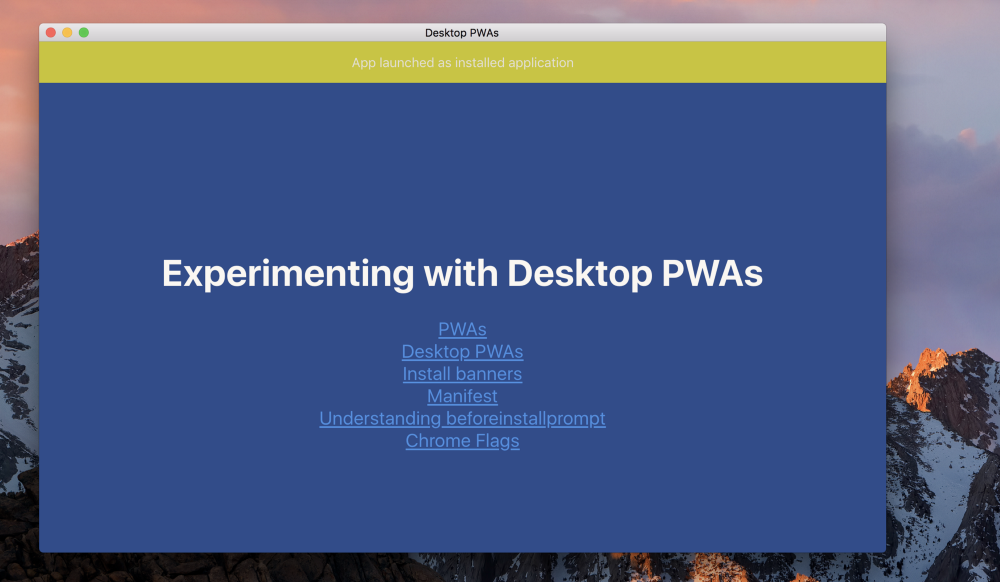 Desktop PWAs
App launched as installed application
Experimenting with Desktop PWAs
PWAs
Desktop PWAs
Install banners
Manifest
Understanding beforeinstallprompt
Chrome Flags